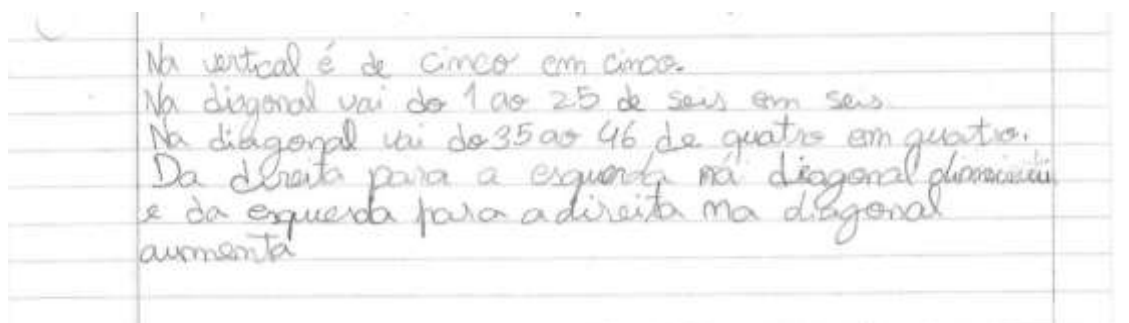 Na vertical é de cinco em cinco.
Na diagonal vai do 1 ao 25 de seis em seis
Na diagonal vai do 35 ao 46 de quatro em quatro.
Da direita para a esquerda na diagonal
e da esquerda para a direita na diagonal
aumenta